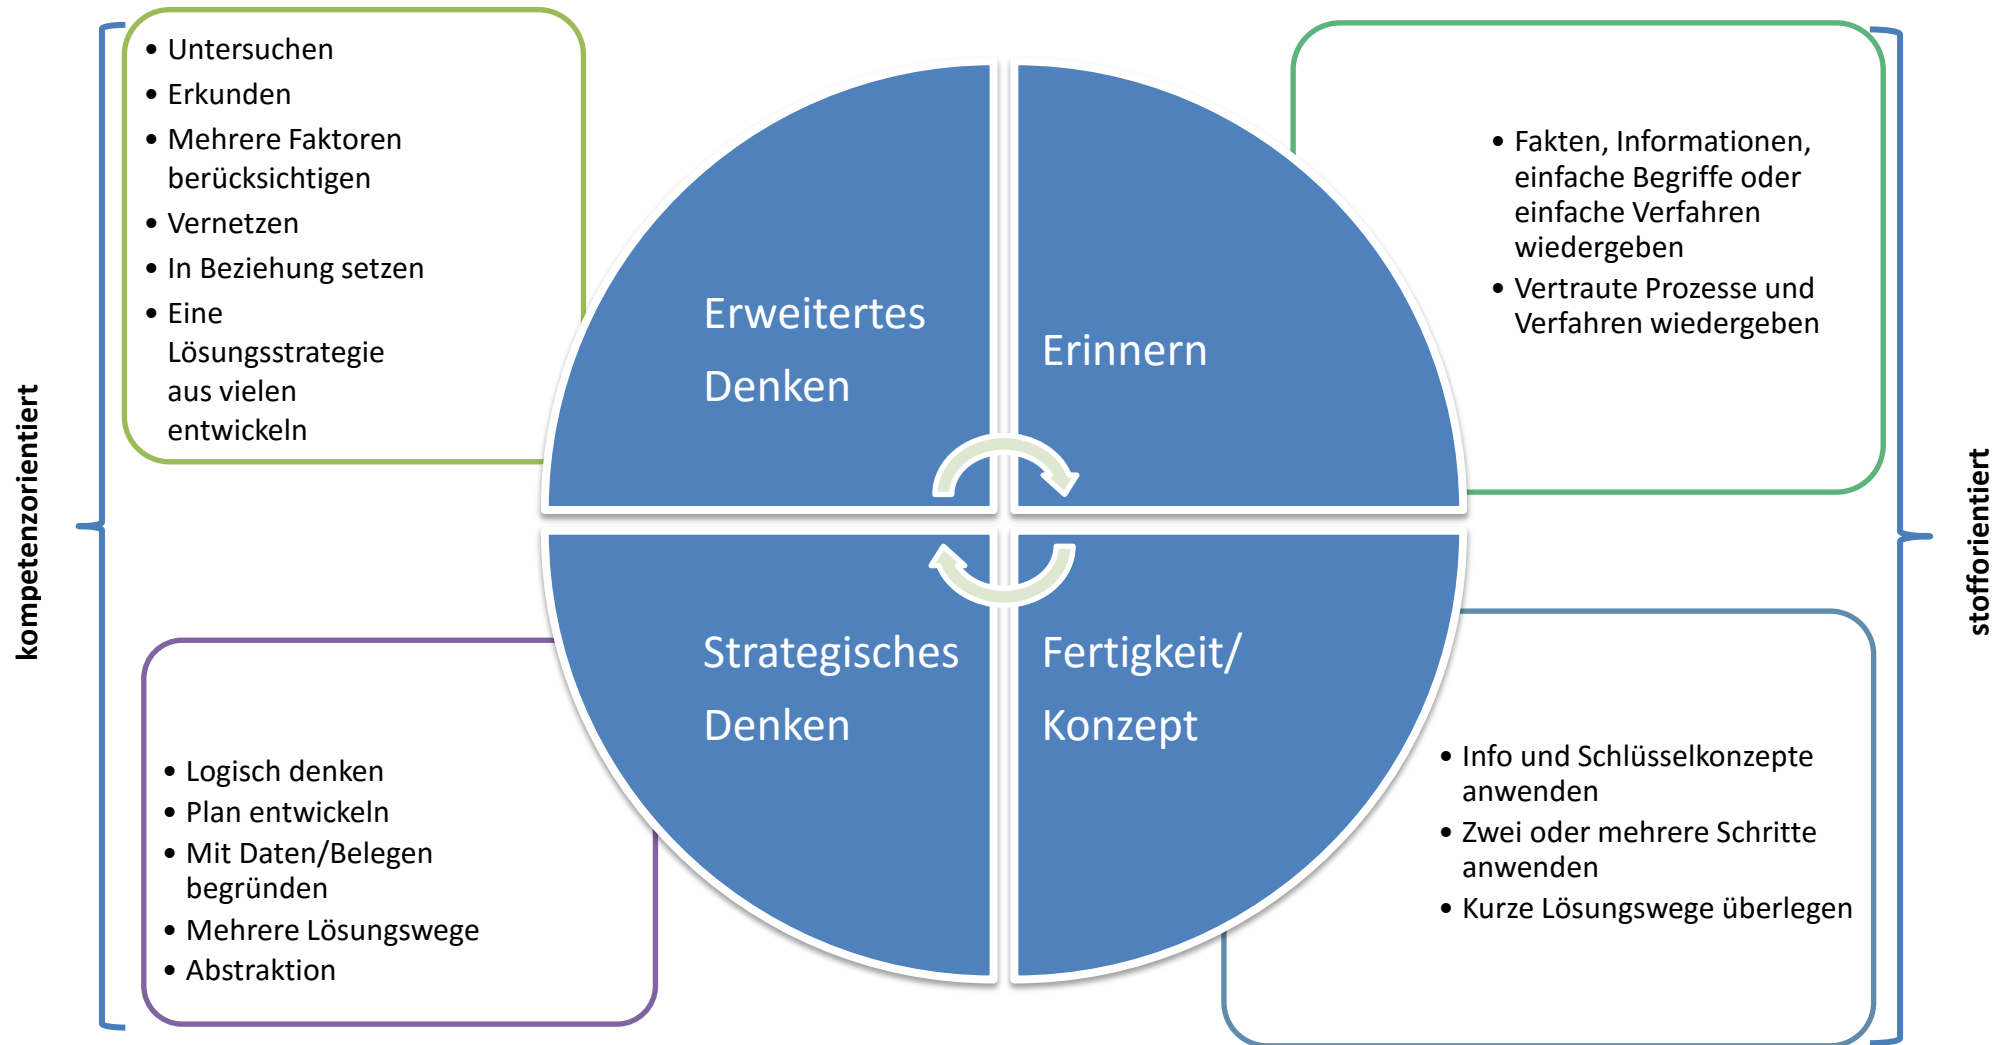 kompetenzorientiert
• Untersuchen
• Erkunden
• Mehrere Faktoren
berücksichtigen
• Vernetzen
• In Beziehung setzen
• Eine
Lösungsstrategie
aus vielen
entwickeln
Erweitertes
Denken
Erinnern
• Fakten, Informationen,
einfache Begriffe oder
einfache Verfahren
wiedergeben
• Vertraute Prozesse und
Verfahren wiedergeben
stofforientiert
• Logisch denken
• Plan entwickeln
• Mit Daten/Belegen
begründen
• Mehrere Lösungswege
• Abstraktion
Strategisches
Denken
Fertigkeit/
Konzept
• Info und Schlüsselkonzepte
anwenden
• Zwei oder mehrere Schritte
anwenden
• Kurze Lösungswege überlegen